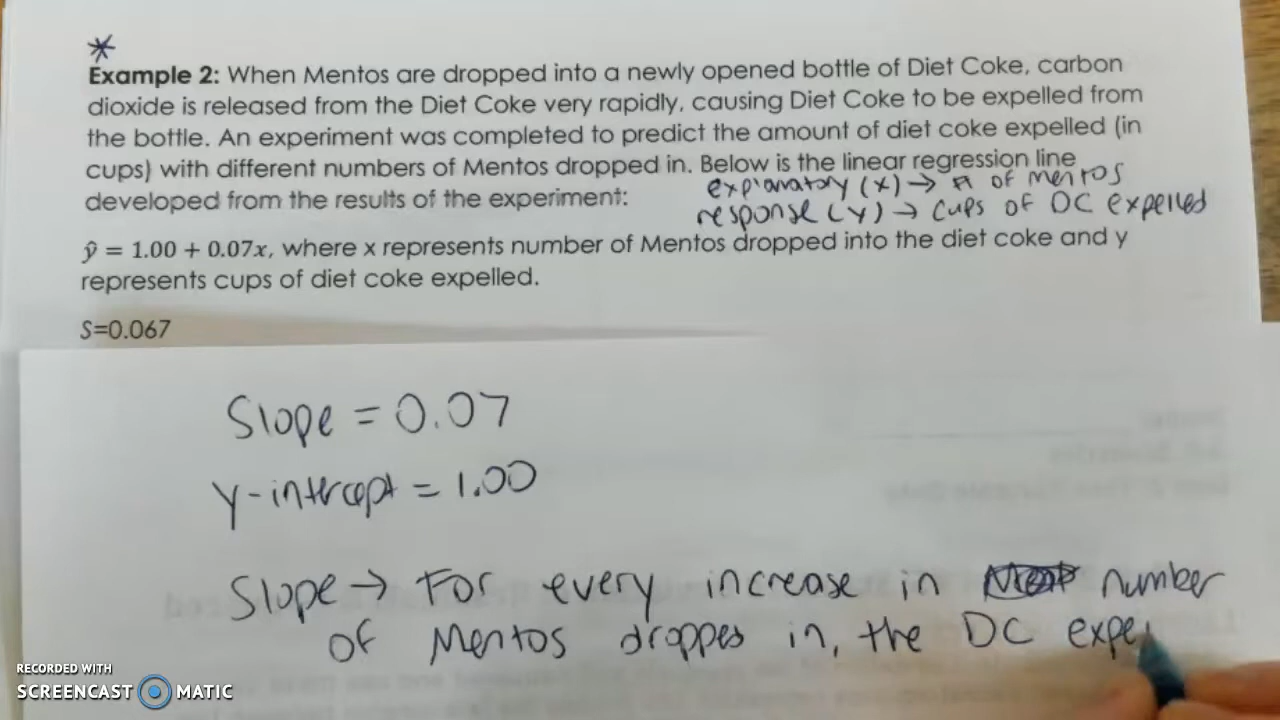 *
Example 2: When Mentos are dropped into a newly opened bottle of Diet Coke, carbon
dioxide is released from the Diet Coke very rapidly, causing Diet Coke to be expelled from
the bottle. An experiment was completed to predict the amount of diet coke expelled (in
cups) with different numbers of Mentos dropped in. Below is the linear regression line
developed from the results of the experiment:
explanatory (x) → # of mentos
response (y) → cups of DC expelled
ŷ = 1.00 + 0.07x, where x represents number of Mentos dropped into the diet coke and y
represents cups of diet coke expelled.
S=0.067
Slope = 0.07
y-intercept = 1.00
Slope → For every increase in number
of Mentos droppes in, the DC expe
RECORDED WITH
SCREENCAST MATIC